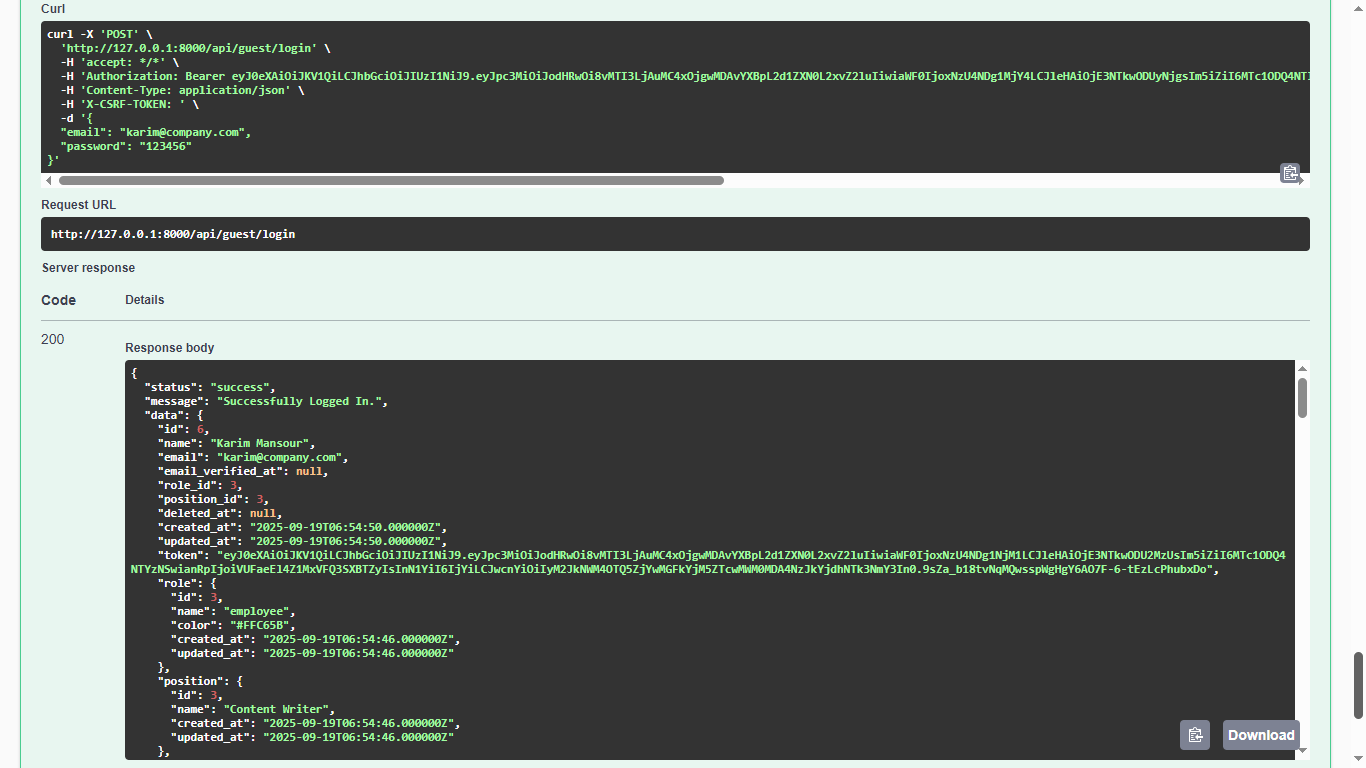 Curl
curl -X 'POST' \
'http://127.0.0.1:8000/api/guest/login' \
-H 'accept: */*' \
-H 'Authorization: Bearer eyJ0eXAiOiJKV1QiLCJhbGciOiJIUzI1NiJ9.eyJpc3MiOiJodHRwOi8vMTI3LjAuMC4xOjgwMDAvYXBpL2d1ZXN0L2xvZ2luIiwiaWF0IjoxNzU4NDg1MjY4LCJleHAiOjE3NTkwODUyNjgsIm5iZiI6MTc1ODQ4NTI
-H 'Content-Type: application/json' \
-H 'X-CSRF-TOKEN: ' \
-d '{
"email": "karim@company.com",
"password": "123456"
}'
Request URL
http://127.0.0.1:8000/api/guest/login
Server response
Code Details
200
Response body
{
"status": "success",
"message": "Successfully Logged In.",
"data": {
"id": 6,
"name": "Karim Mansour",
"email": "karim@company.com",
"email_verified_at": null,
"role_id": 3,
"position_id": 3,
"deleted_at": null,
"created_at": "2025-09-19T06:54:50.000000Z",
"updated_at": "2025-09-19T06:54:50.000000Z",
"token": "eyJ0eXAiOiJKV1QiLCJhbGciOiJIUzI1NiJ9.eyJpc3MiOiJodHRwOi8vMTI3LjAuMC4xOjgwMDAvYXBpL2d1ZXN0L2xvZ2luIiwiaWF0IjoxNzU4NDg1NjM1LCJleHAiOjE3NTkwODU2MzUsIm5iZiI6MTc1ODQ4
NTYzNSwianRpIjoiVUFaeEl4Z1MxVFQ3SXBTZyIsInN1YiI6IjYiLCJwcnYiOiIyM2JkNWM4OTQ5ZjYwMGFkYjM5ZTcwMWM0MDA4NzJkYjdhNTk3NmY3In0.9sZa_b18tvNqMQwsspWgHgY6AO7F-6-tEzLcPhubxDo",
"role": {
"id": 3,
"name": "employee",
"color": "#FFC65B",
"created_at": "2025-09-19T06:54:46.000000Z",
"updated_at": "2025-09-19T06:54:46.000000Z"
},
"position": {
"id": 3,
"name": "Content Writer",
"created_at": "2025-09-19T06:54:46.000000Z",
"updated_at": "2025-09-19T06:54:46.000000Z"
},
Download